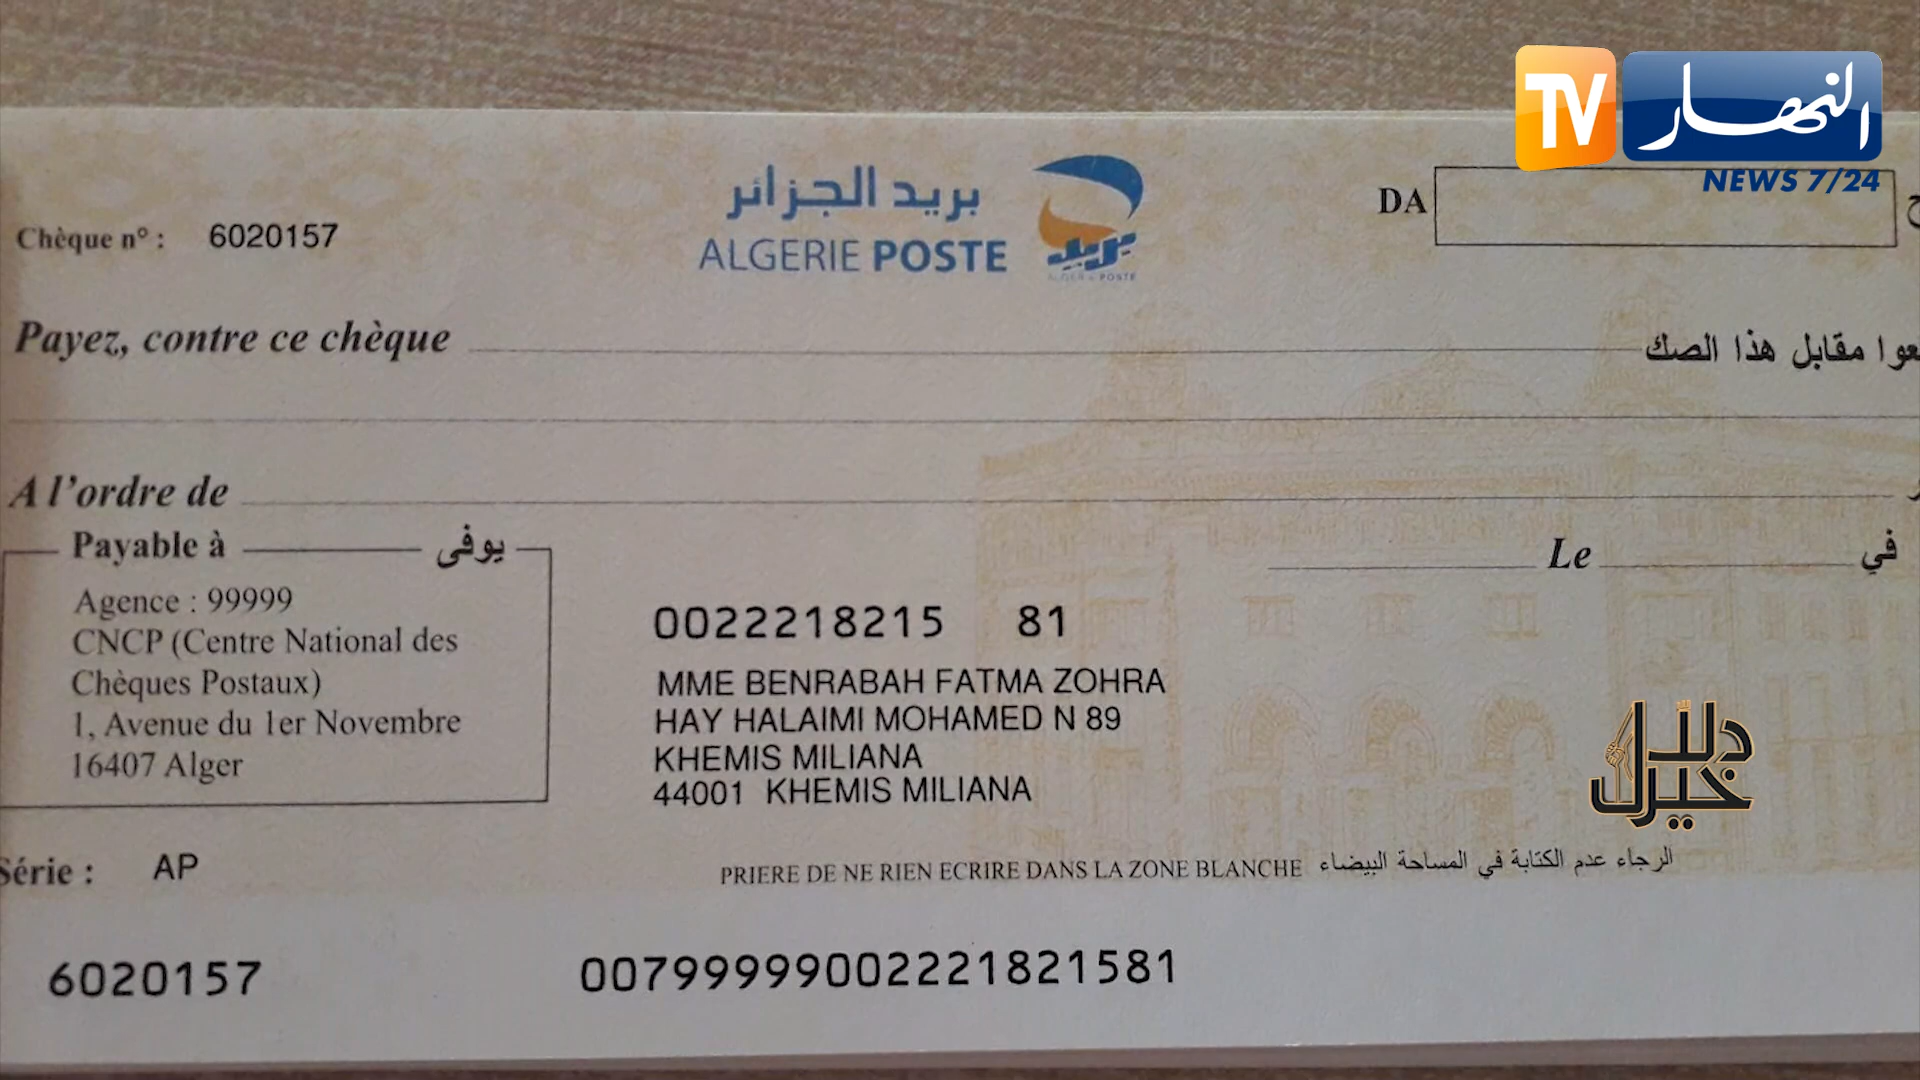 TV النهار
NEWS 7/24
بريد الجزائر
ALGERIE POSTE
بريد
ALGERIE POSTE
DA
Chèque n° : 6020157
Payez, contre ce chèque
مقابل هذا الصك
A l'ordre de
Payable à يوفى
Le في
Agence : 99999
CNCP (Centre National des
Chèques Postaux)
1, Avenue du 1er Novembre
16407 Alger
0022218215 81
MME BENRABAH FATMA ZOHRA
HAY HALAIMI MOHAMED N 89
KHEMIS MILIANA
44001 KHEMIS MILIANA
Série : AP
PRIERE DE NE RIEN ECRIRE DANS LA ZONE BLANCHE الرجاء عدم الكتابة في المساحة البيضاء
6020157 00799999002221821581